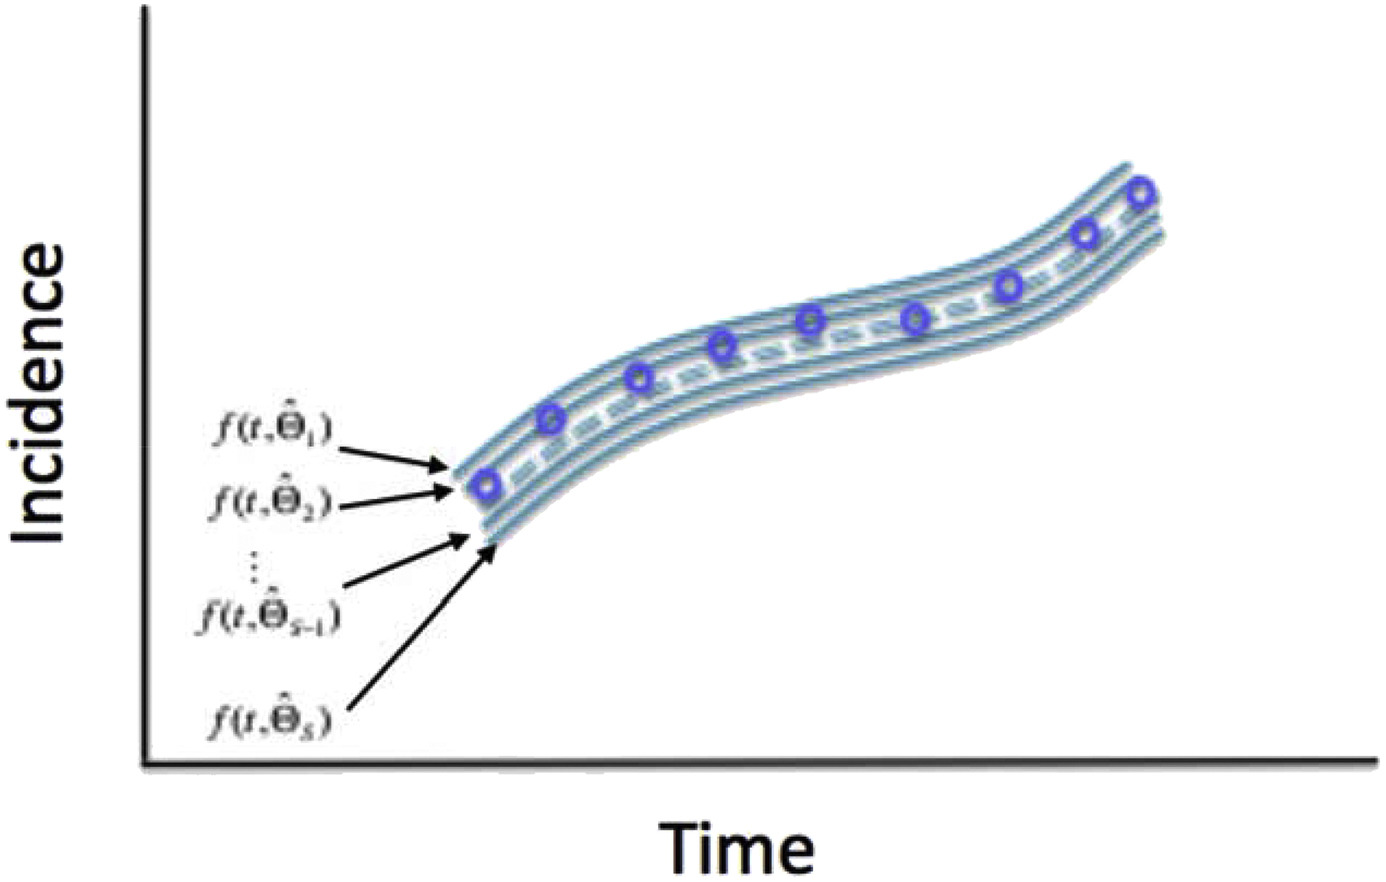 Incidence
f(t,Θ̂₁)
f(t,Θ̂₂)
⋮
f(t,Θ̂ₛ₋₁)
f(t,Θ̂ₛ)
Time